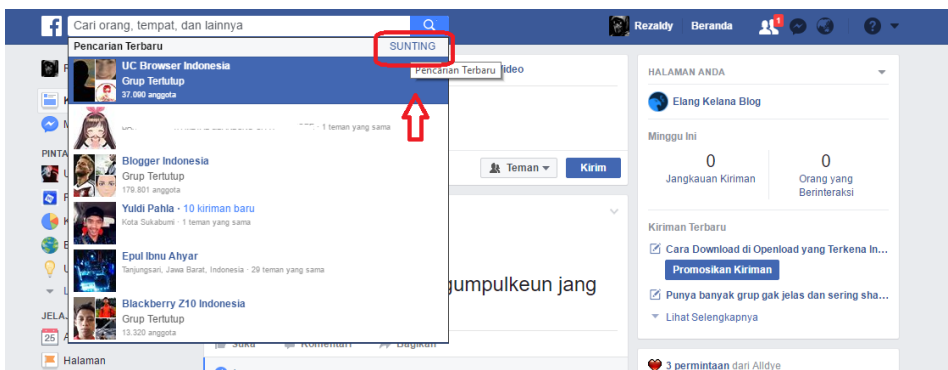 f
Cari orang, tempat, dan lainnya
Rezaldy Beranda 1 ?
Pencarian Terbaru SUNTING
Pencarian Terbaru
UC Browser Indonesia
Grup Tertutup
37.090 anggota
1 teman yang sama
Blogger Indonesia
Grup Tertutup
179.801 anggota
Yuldi Pahla · 10 kiriman baru
Kota Sukabumi · 1 teman yang sama
Epul Ibnu Ahyar
Tanjungsari, Jawa Barat, Indonesia · 29 teman yang sama
Blackberry Z10 Indonesia
Grup Tertutup
13.320 anggota
PINTA
JELA
25
Halaman
ideo
Teman Kirim
gumpulkeun jang
Suka Komentari Bagikan
HALAMAN ANDA
Elang Kelana Blog
Minggu Ini
0 0
Jangkauan Kiriman Orang yang
Berinteraksi
Kiriman Terbaru
Cara Download di Openload yang Terkena In...
Promosikan Kiriman
Punya banyak grup gak jelas dan sering sha...
Lihat Selengkapnya
3 permintaan dari Alldye